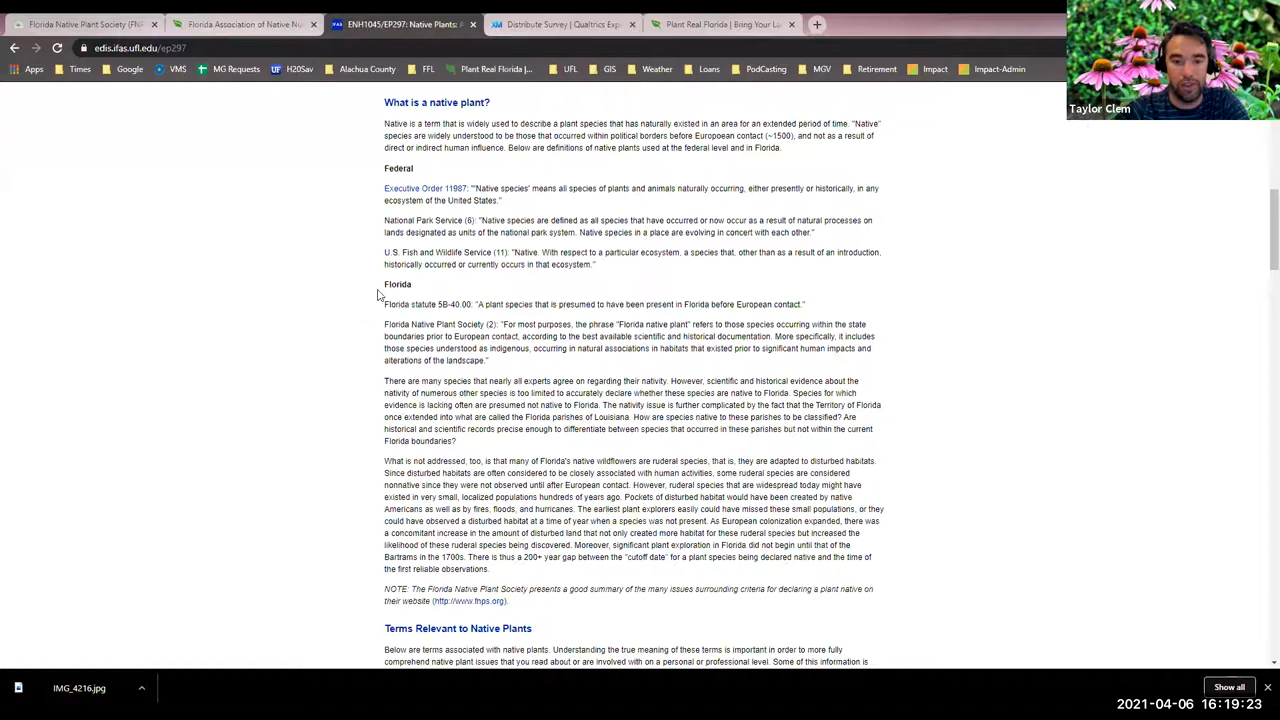 Florida Native Plant Society (FNP
Florida Association of Native Nu
ENH1045/EP297: Native Plants: A
Distribute Survey | Qualtrics Exp
Plant Real Florida | Bring Your La
edis.ifas.ufl.edu/ep297
Apps Times Google VMS MG Requests H20Sav Alachua County FFL Plant Real Florida |... UFL GIS Weather Loans PodCasting MGV Retirement Impact Impact-Admin
Taylor Clem
What is a native plant?
Native is a term that is widely used to describe a plant species that has naturally existed in an area for an extended period of time. "Native"
species are widely understood to be those that occurred within political borders before Euroopean contact (~1500), and not as a result of
direct or indirect human influence. Below are definitions of native plants used at the federal level and in Florida.
Federal
Executive Order 11987: "'Native species' means all species of plants and animals naturally occurring, either presently or historically, in any
ecosystem of the United States."
National Park Service (6): "Native species are defined as all species that have occurred or now occur as a result of natural processes on
lands designated as units of the national park system. Native species in a place are evolving in concert with each other."
U.S. Fish and Wildlife Service (11): "Native. With respect to a particular ecosystem, a species that, other than as a result of an introduction,
historically occurred or currently occurs in that ecosystem."
Florida
Florida statute 5B-40.00: "A plant species that is presumed to have been present in Florida before European contact."
Florida Native Plant Society (2): "For most purposes, the phrase "Florida native plant" refers to those species occurring within the state
boundaries prior to European contact, according to the best available scientific and historical documentation. More specifically, it includes
those species understood as indigenous, occurring in natural associations in habitats that existed prior to significant human impacts and
alterations of the landscape."
There are many species that nearly all experts agree on regarding their nativity. However, scientific and historical evidence about the
nativity of numerous other species is too limited to accurately declare whether these species are native to Florida. Species for which
evidence is lacking often are presumed not native to Florida. The nativity issue is further complicated by the fact that the Territory of Florida
once extended into what are called the Florida parishes of Louisiana. How are species native to these parishes to be classified? Are
historical and scientific records precise enough to differentiate between species that occurred in these parishes but not within the current
Florida boundaries?
What is not addressed, too, is that many of Florida's native wildflowers are ruderal species, that is, they are adapted to disturbed habitats.
Since disturbed habitats are often considered to be closely associated with human activities, some ruderal species are considered
nonnative since they were not observed until after European contact. However, ruderal species that are widespread today might have
existed in very small, localized populations hundreds of years ago. Pockets of disturbed habitat would have been created by native
Americans as well as by fires, floods, and hurricanes. The earliest plant explorers easily could have missed these small populations, or they
could have observed a disturbed habitat at a time of year when a species was not present. As European colonization expanded, there was
a concomitant increase in the amount of disturbed land that not only created more habitat for these ruderal species but increased the
likelihood of these ruderal species being discovered. Moreover, significant plant exploration in Florida did not begin until that of the
Bartrams in the 1700s. There is thus a 200+ year gap between the "cutoff date" for a plant species being declared native and the time of
the first reliable observations.
NOTE: The Florida Native Plant Society presents a good summary of the many issues surrounding criteria for declaring a plant native on
their website (http://www.fnps.org).
Terms Relevant to Native Plants
Below are terms associated with native plants. Understanding the true meaning of these terms is important in order to more fully
comprehend native plant issues that you read about or are involved with on a personal or professional level. Some of this information is
IMG_4216.jpg
Show all
2021-04-06 16:19:23